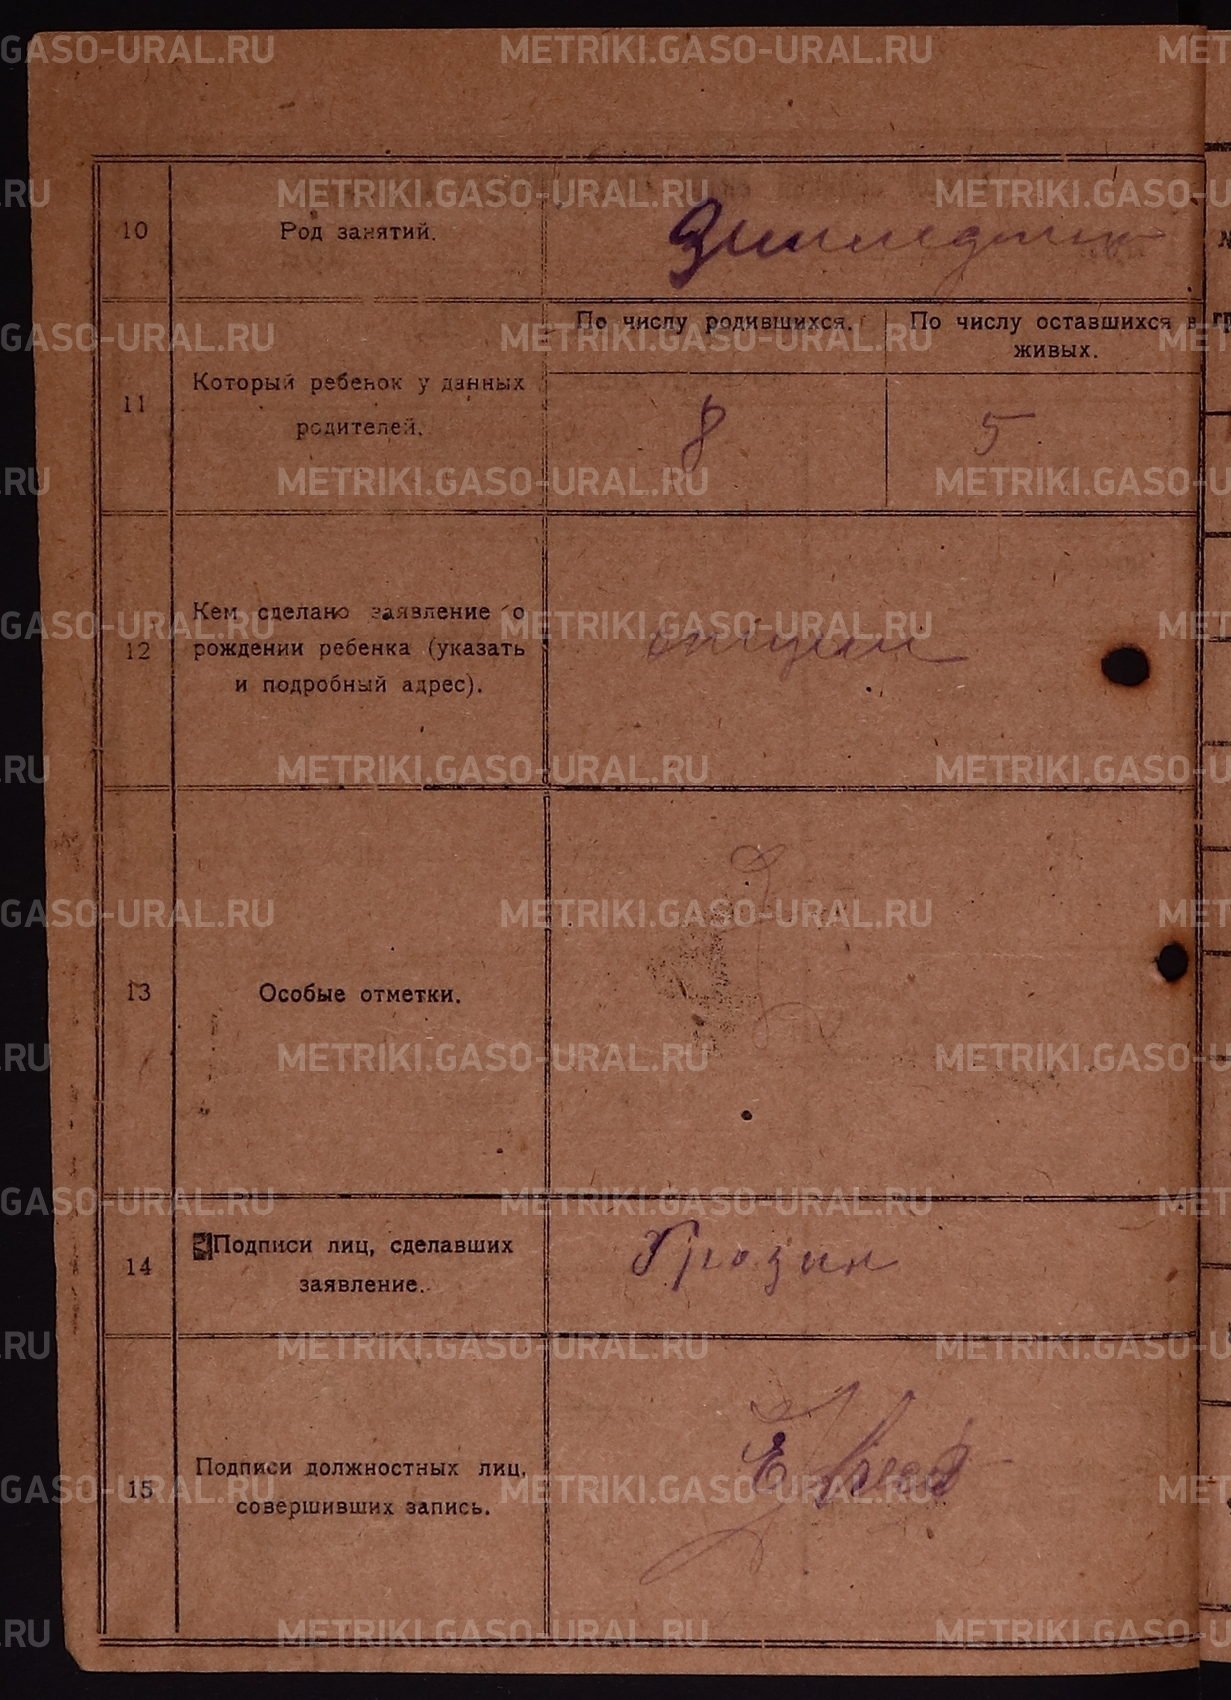 METRIKI.GASO-URAL.RU
10
Род занятий.
11
Который ребенок у данных
родителей.
По числу родившихся.
По числу оставшихся в
живых.
8
5
12
Кем сделано заявление о
рождении ребенка (указать
и подробный адрес).
отцом
13
Особые отметки.
14
Подписи лиц, сделавших
заявление.
15
Подписи должностных лиц,
совершивших запись.